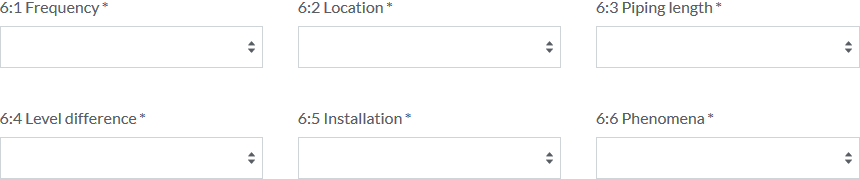 6:1 Frequency *
6:2 Location *
6:3 Piping length *
6:4 Level difference *
6:5 Installation *
6:6 Phenomena *